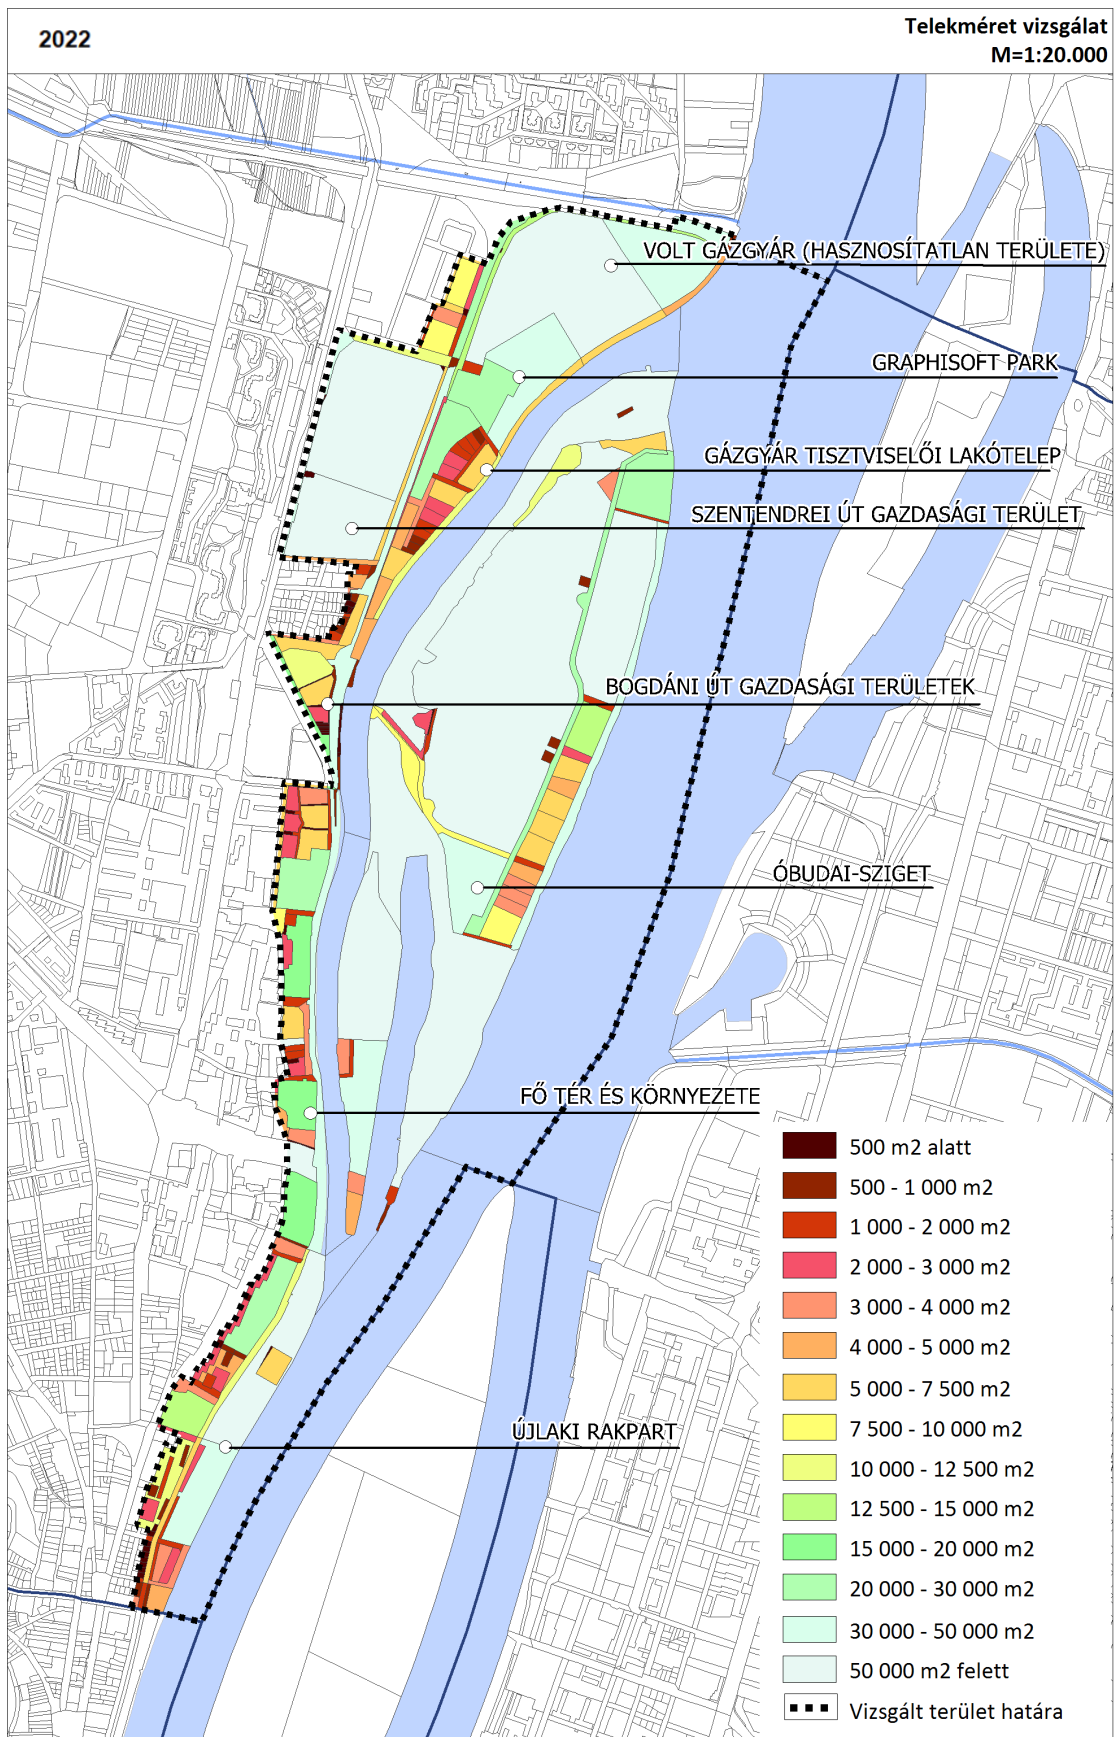 2022
Telekméret vizsgálat
M=1:20.000
VOLT GÁZGYÁR (HASZNOSÍTATLAN TERÜLETE)
GRAPHISOFT PARK
GÁZGYÁR TISZTVISELŐI LAKÓTELEP
SZENTENDREI ÚT GAZDASÁGI TERÜLET
BOGDÁNI ÚT GAZDASÁGI TERÜLETEK
ÓBUDAI-SZIGET
FŐ TÉR ÉS KÖRNYEZETE
ÚJLAKI RAKPART
500 m2 alatt
500 - 1 000 m2
1 000 - 2 000 m2
2 000 - 3 000 m2
3 000 - 4 000 m2
4 000 - 5 000 m2
5 000 - 7 500 m2
7 500 - 10 000 m2
10 000 - 12 500 m2
12 500 - 15 000 m2
15 000 - 20 000 m2
20 000 - 30 000 m2
30 000 - 50 000 m2
50 000 m2 felett
Vizsgált terület határa